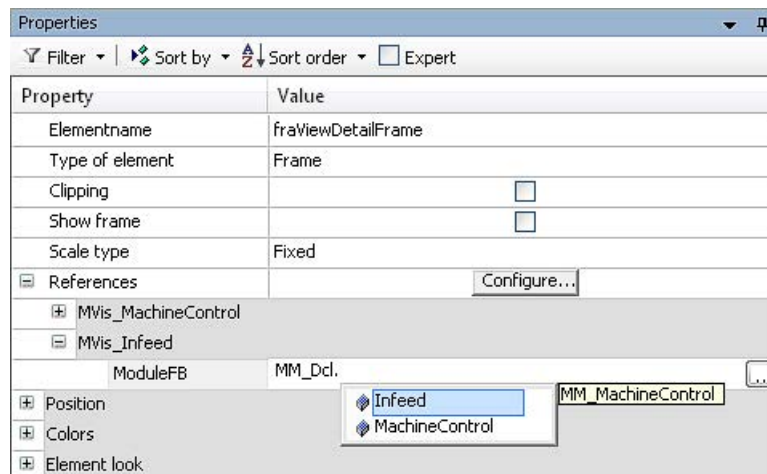 Properties
Filter Sort by Sort order Expert
Property Value
Elementname fraViewDetailFrame
Type of element Frame
Clipping
Show frame
Scale type Fixed
References Configure...
MVis_MachineControl
MVis_Infeed
ModuleFB MM_Dcl. ...
Position Infeed MM_MachineControl
Colors MachineControl
Element look